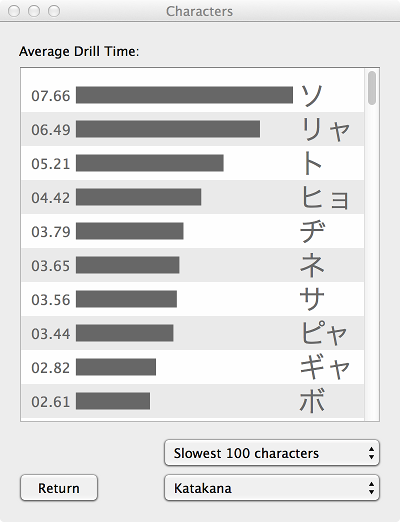 Characters
Average Drill Time:
07.66 ソ
06.49 リャ
05.21 ト
04.42 ヒョ
03.79 ヂ
03.65 ネ
03.56 サ
03.44 ピャ
02.82 ギャ
02.61 ボ
Slowest 100 characters
Return Katakana